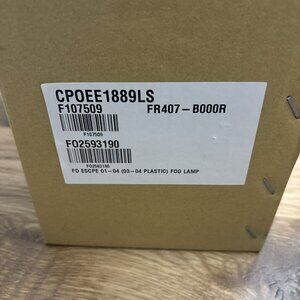 CPOEE1889LS
F107509 FR407-B000R
F107509
FO2593190
FO2593190
FD ESCPE 01-04 (03-04 PLASTIC) FOG LAMP